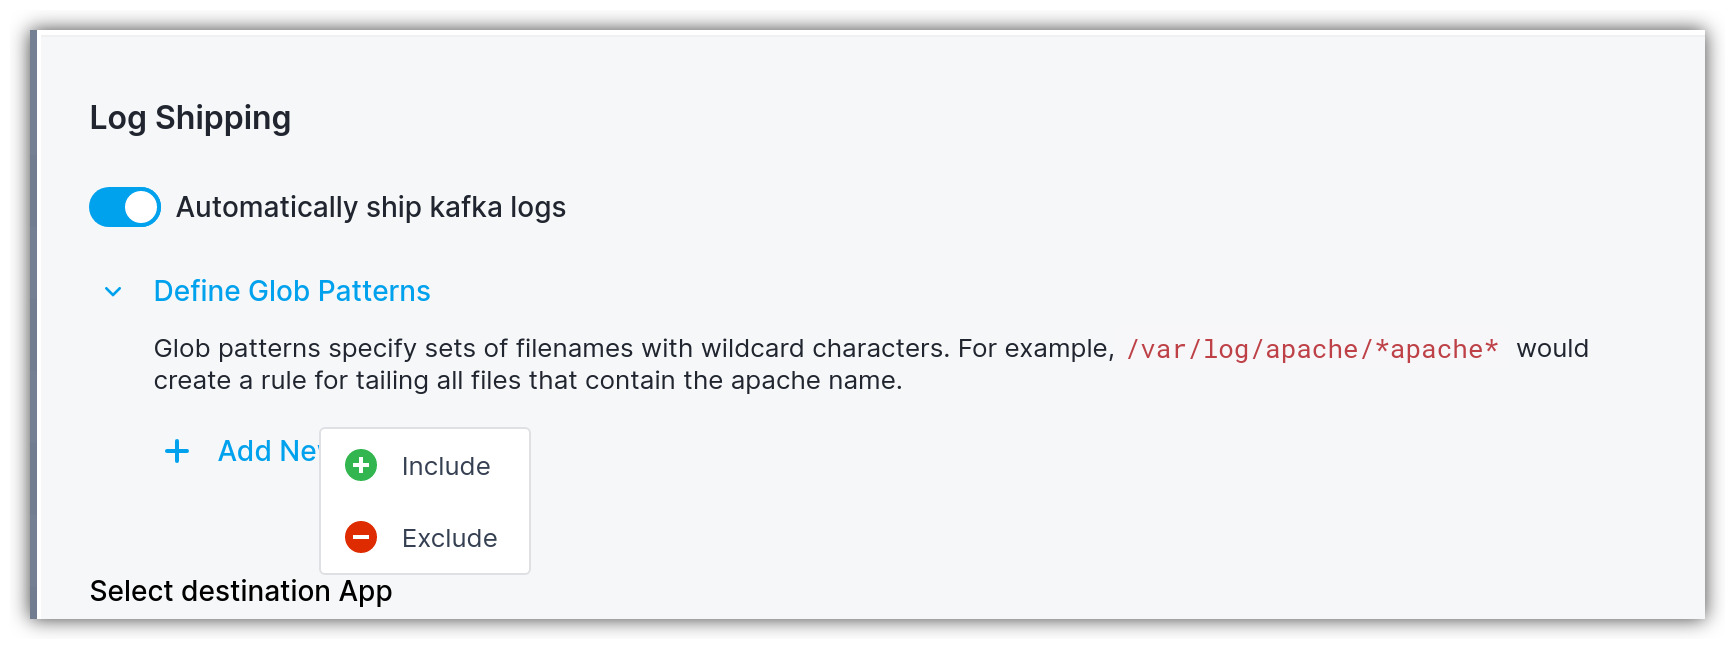 Log Shipping
Automatically ship kafka logs
Define Glob Patterns
Glob patterns specify sets of filenames with wildcard characters. For example, /var/log/apache/*apache* would
create a rule for tailing all files that contain the apache name.
Add
Include
Exclude
Select destination App